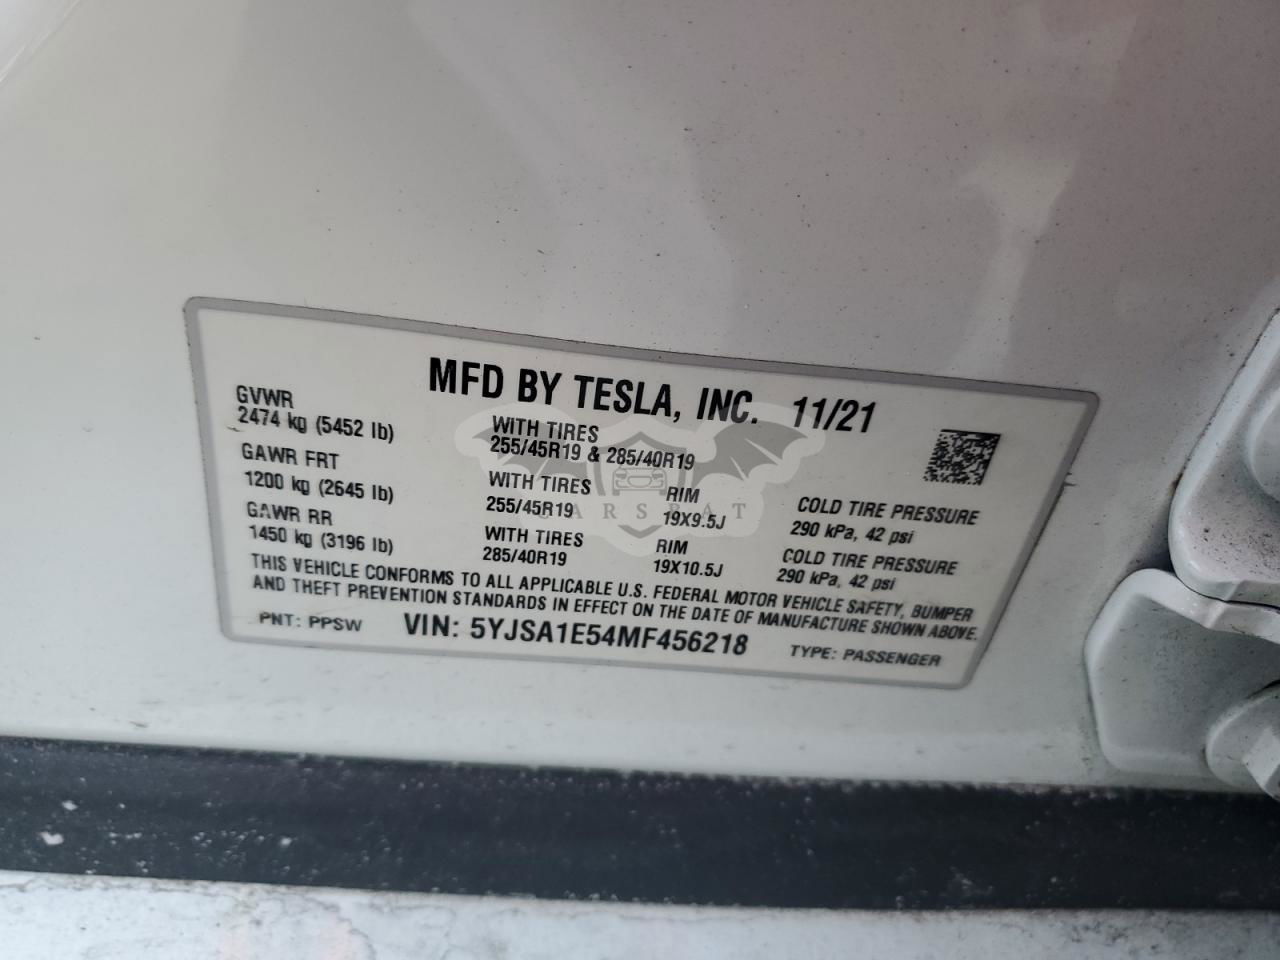 MFD BY TESLA, INC. 11/21
GVWR
2474 kg (5452 lb)
WITH TIRES
255/45R19 & 285/40R19
GAWR FRT
1200 kg (2645 lb)
WITH TIRES
255/45R19
RIM
19X9.5J
COLD TIRE PRESSURE
290 kPa, 42 psi
GAWR RR
1450 kg (3196 lb)
WITH TIRES
285/40R19
RIM
19X10.5J
COLD TIRE PRESSURE
290 kPa, 42 psi
THIS VEHICLE CONFORMS TO ALL APPLICABLE U.S. FEDERAL MOTOR VEHICLE SAFETY, BUMPER
AND THEFT PREVENTION STANDARDS IN EFFECT ON THE DATE OF MANUFACTURE SHOWN ABOVE.
PNT: PPSW VIN: 5YJSA1E54MF456218 TYPE: PASSENGER
CARSBAT